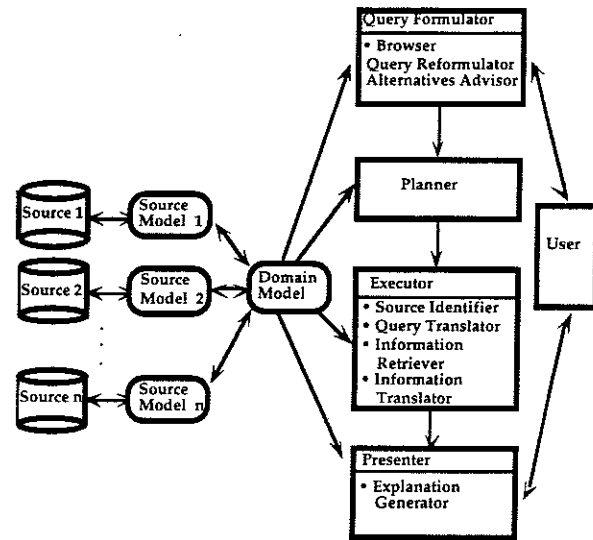 Query Formulator
• Browser
Query Reformulator
Alternatives Advisor
Planner
Source 1
Source
Model 1
User
Domain
Model
Source 2
Source
Model 2
Executor
• Source Identifier
• Query Translator
• Information
Retriever
• Information
Translator
Source n
Source
Model n
Presenter
• Explanation
Generator